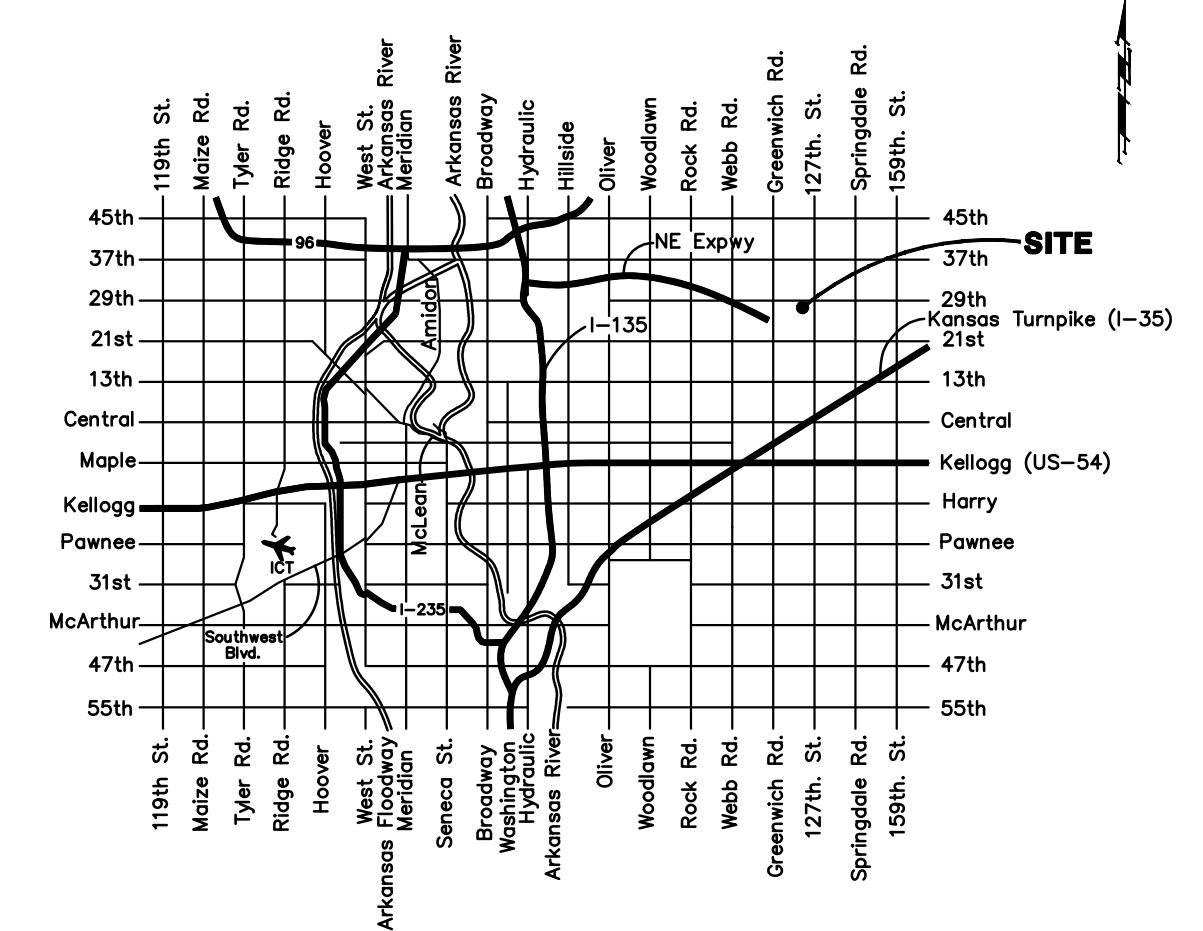 119th St.
Maize Rd.
Tyler Rd.
Ridge Rd.
Hoover
West St.
Arkansas River
Meridian
Arkansas River
Broadway
Hydraulic
Hillside
Oliver
Woodlawn
Rock Rd.
Webb Rd.
Greenwich Rd.
127th. St.
Springdale Rd.
159th. St.
45th
45th
96
NE Expwy
SITE
37th
37th
29th
29th
Amidon
I-135
Kansas Turnpike (I-35)
21st
21st
13th
13th
Central
Central
Maple
Kellogg (US-54)
Kellogg
Harry
McLean
Pawnee
Pawnee
ICT
31st
31st
I-235
McArthur
McArthur
Southwest
Blvd.
47th
47th
55th
55th
119th St.
Maize Rd.
Tyler Rd.
Ridge Rd.
Hoover
West St.
Arkansas Floodway
Meridian
Seneca St.
Broadway
Washington
Hydraulic
Arkansas River
Oliver
Woodlawn
Rock Rd.
Webb Rd.
Greenwich Rd.
127th. St.
Springdale Rd.
159th. St.